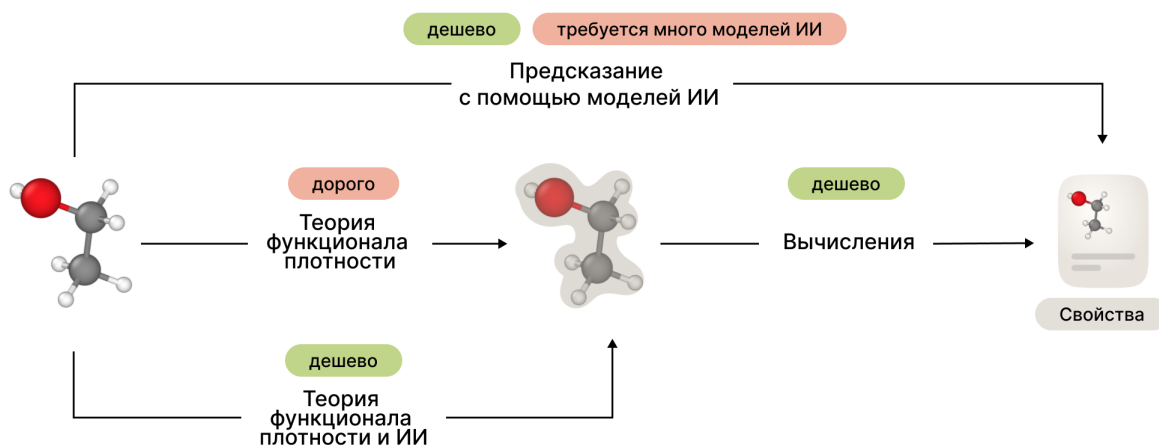 дешево
требуется много моделей ИИ
Предсказание
с помощью моделей ИИ
дорого
Теория
функционала
плотности
дешево
Вычисления
Свойства
дешево
Теория
функционала
плотности и ИИ